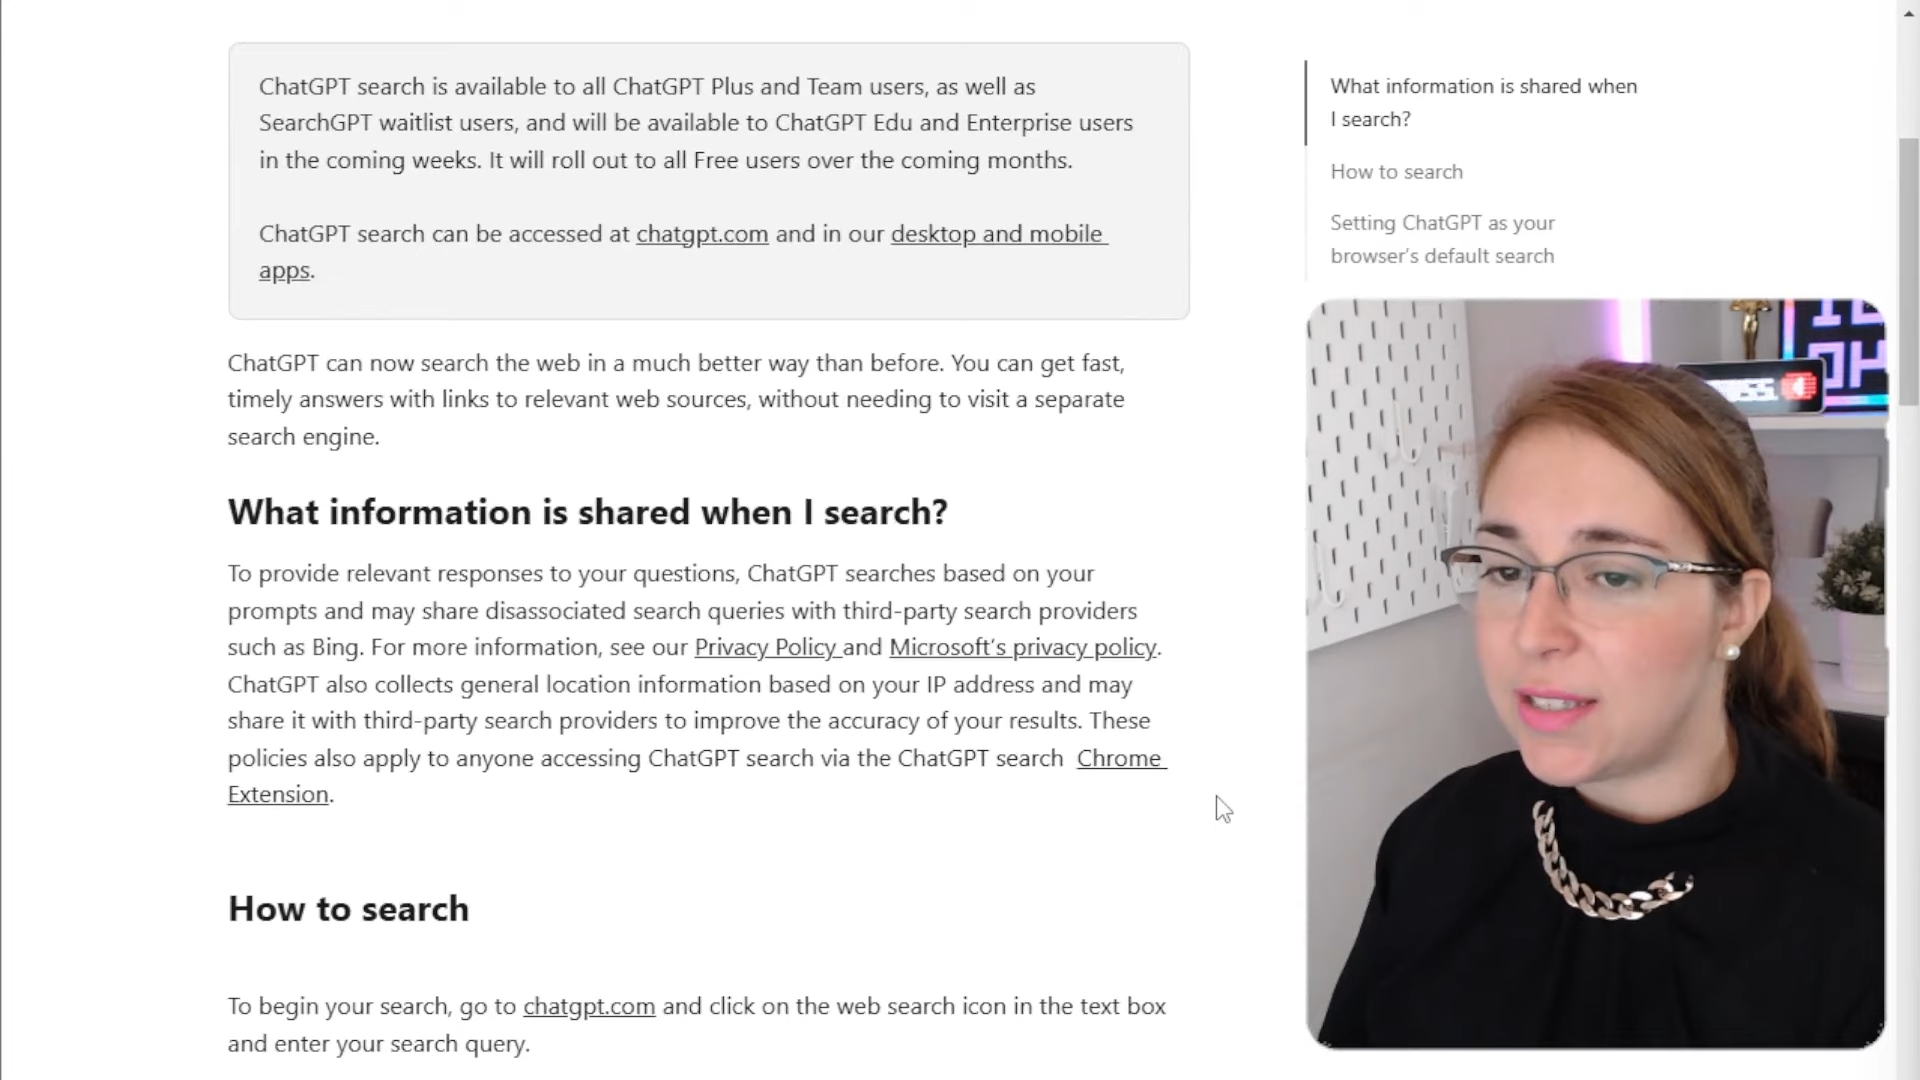 ChatGPT search is available to all ChatGPT Plus and Team users, as well as
SearchGPT waitlist users, and will be available to ChatGPT Edu and Enterprise users
in the coming weeks. It will roll out to all Free users over the coming months.
ChatGPT search can be accessed at chatgpt.com and in our desktop and mobile
apps.
ChatGPT can now search the web in a much better way than before. You can get fast,
timely answers with links to relevant web sources, without needing to visit a separate
search engine.
What information is shared when I search?
To provide relevant responses to your questions, ChatGPT searches based on your
prompts and may share disassociated search queries with third-party search providers
such as Bing. For more information, see our Privacy Policy and Microsoft’s privacy policy.
ChatGPT also collects general location information based on your IP address and may
share it with third-party search providers to improve the accuracy of your results. These
policies also apply to anyone accessing ChatGPT search via the ChatGPT search Chrome
Extension.
How to search
To begin your search, go to chatgpt.com and click on the web search icon in the text box
and enter your search query.
What information is shared when
I search?
How to search
Setting ChatGPT as your
browser’s default search